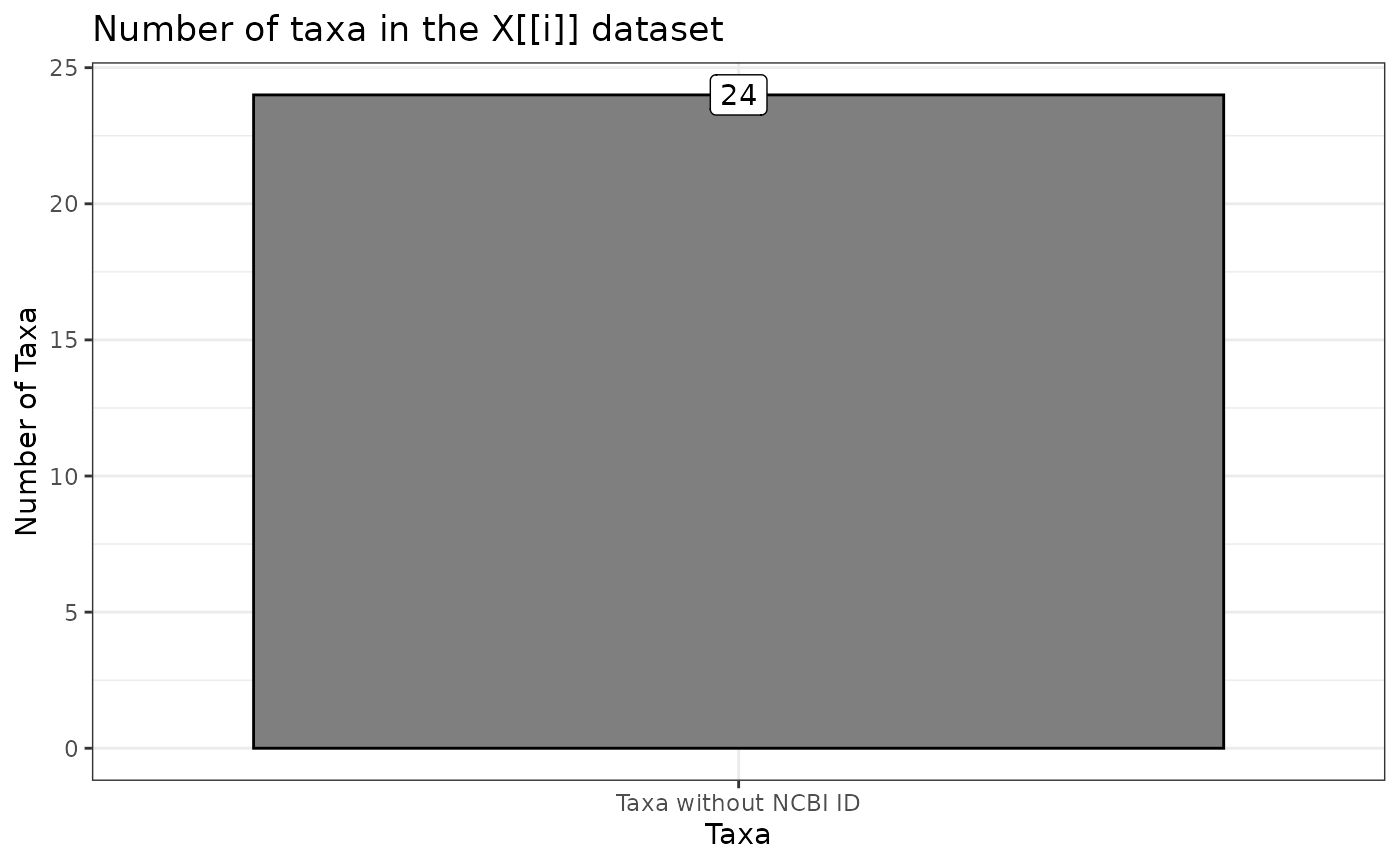 Number of taxa in the X[[i]] dataset
25
24
20
15
10
5
0
Number of Taxa
Taxa without NCBI ID
Taxa